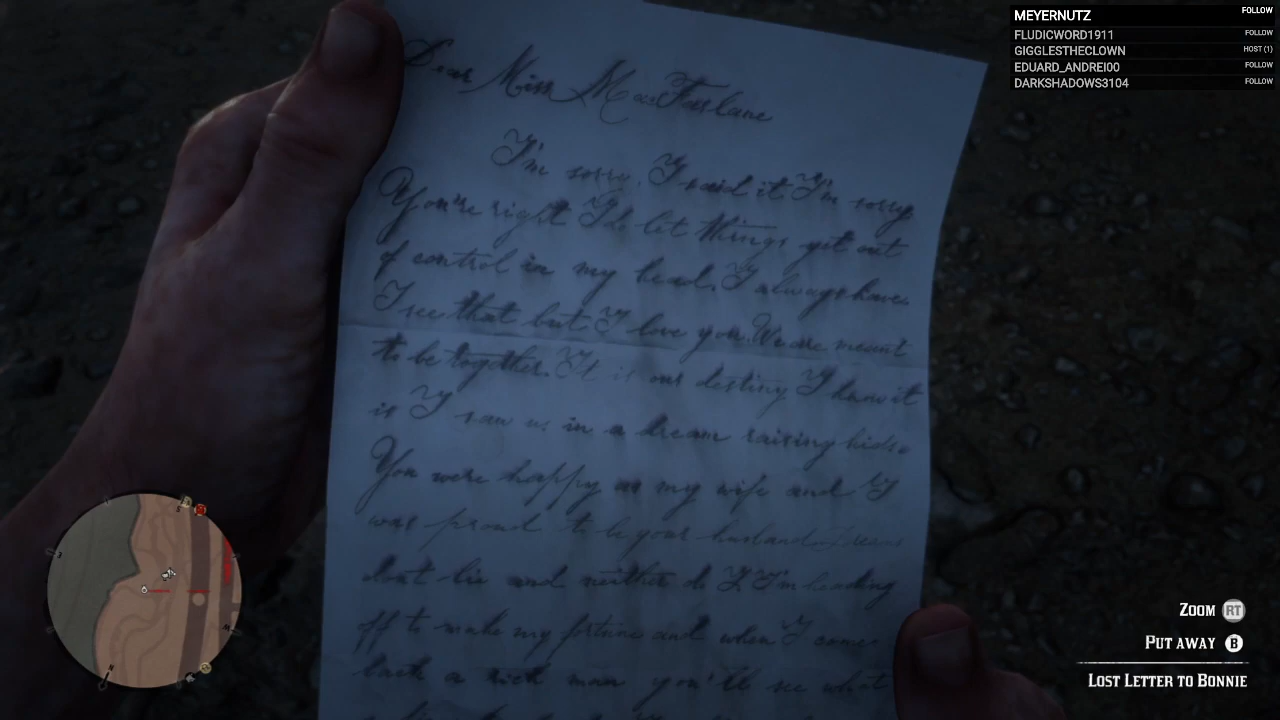 MEYERNUTZ FOLLOW
FLUDICWORD1911 FOLLOW
GIGGLESTHECLOWN HOST (1)
EDUARD_ANDREI00 FOLLOW
DARKSHADOWS3104 FOLLOW
Dear Miss MacFarlane
I'm sorry. I said it I'm sorry
You're right I do let things get out
of control in my head. I always have.
I see that but I love you. We are meant
to be together. It is our destiny I know it
is I saw us in a dream raising kids.
You were happy as my wife and I
was proud to be your husband. Dreams
don't lie and neither do I. I'm heading
off to make my fortune and when I come
back a rich man you'll see what
ZOOM RT
PUT AWAY B
LOST LETTER TO BONNIE